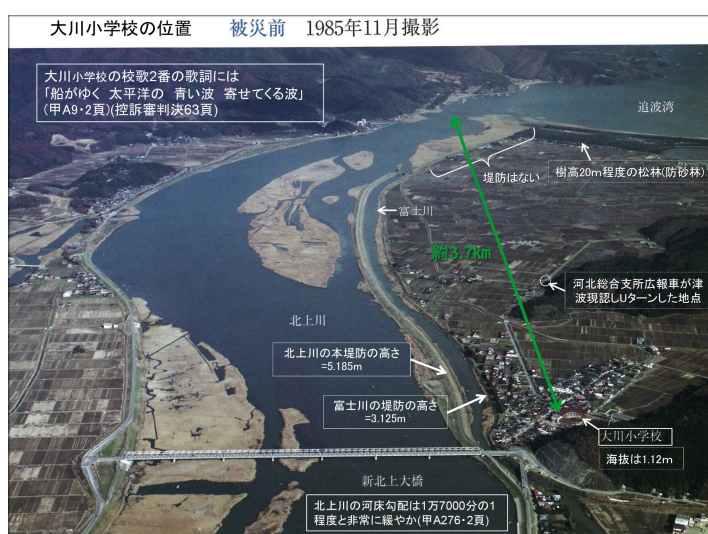 大川小学校の位置　被災前　1985年11月撮影
大川小学校の校歌2番の歌詞には
「船がゆく 太平洋の 青い波 寄せてくる波」
(甲A9・2頁)(控訴審判決63頁)
追波湾
樹高20m程度の松林(防砂林)
堤防はない
富士川
約3.7km
河北総合支所広報車が津
波現認しUターンした地点
北上川
北上川の本堤防の高さ
=5.185m
富士川の堤防の高さ
=3.125m
大川小学校
海抜は1.12m
新北上大橋
北上川の河床勾配は1万7000分の1
程度と非常に緩やか(甲A276・2頁)